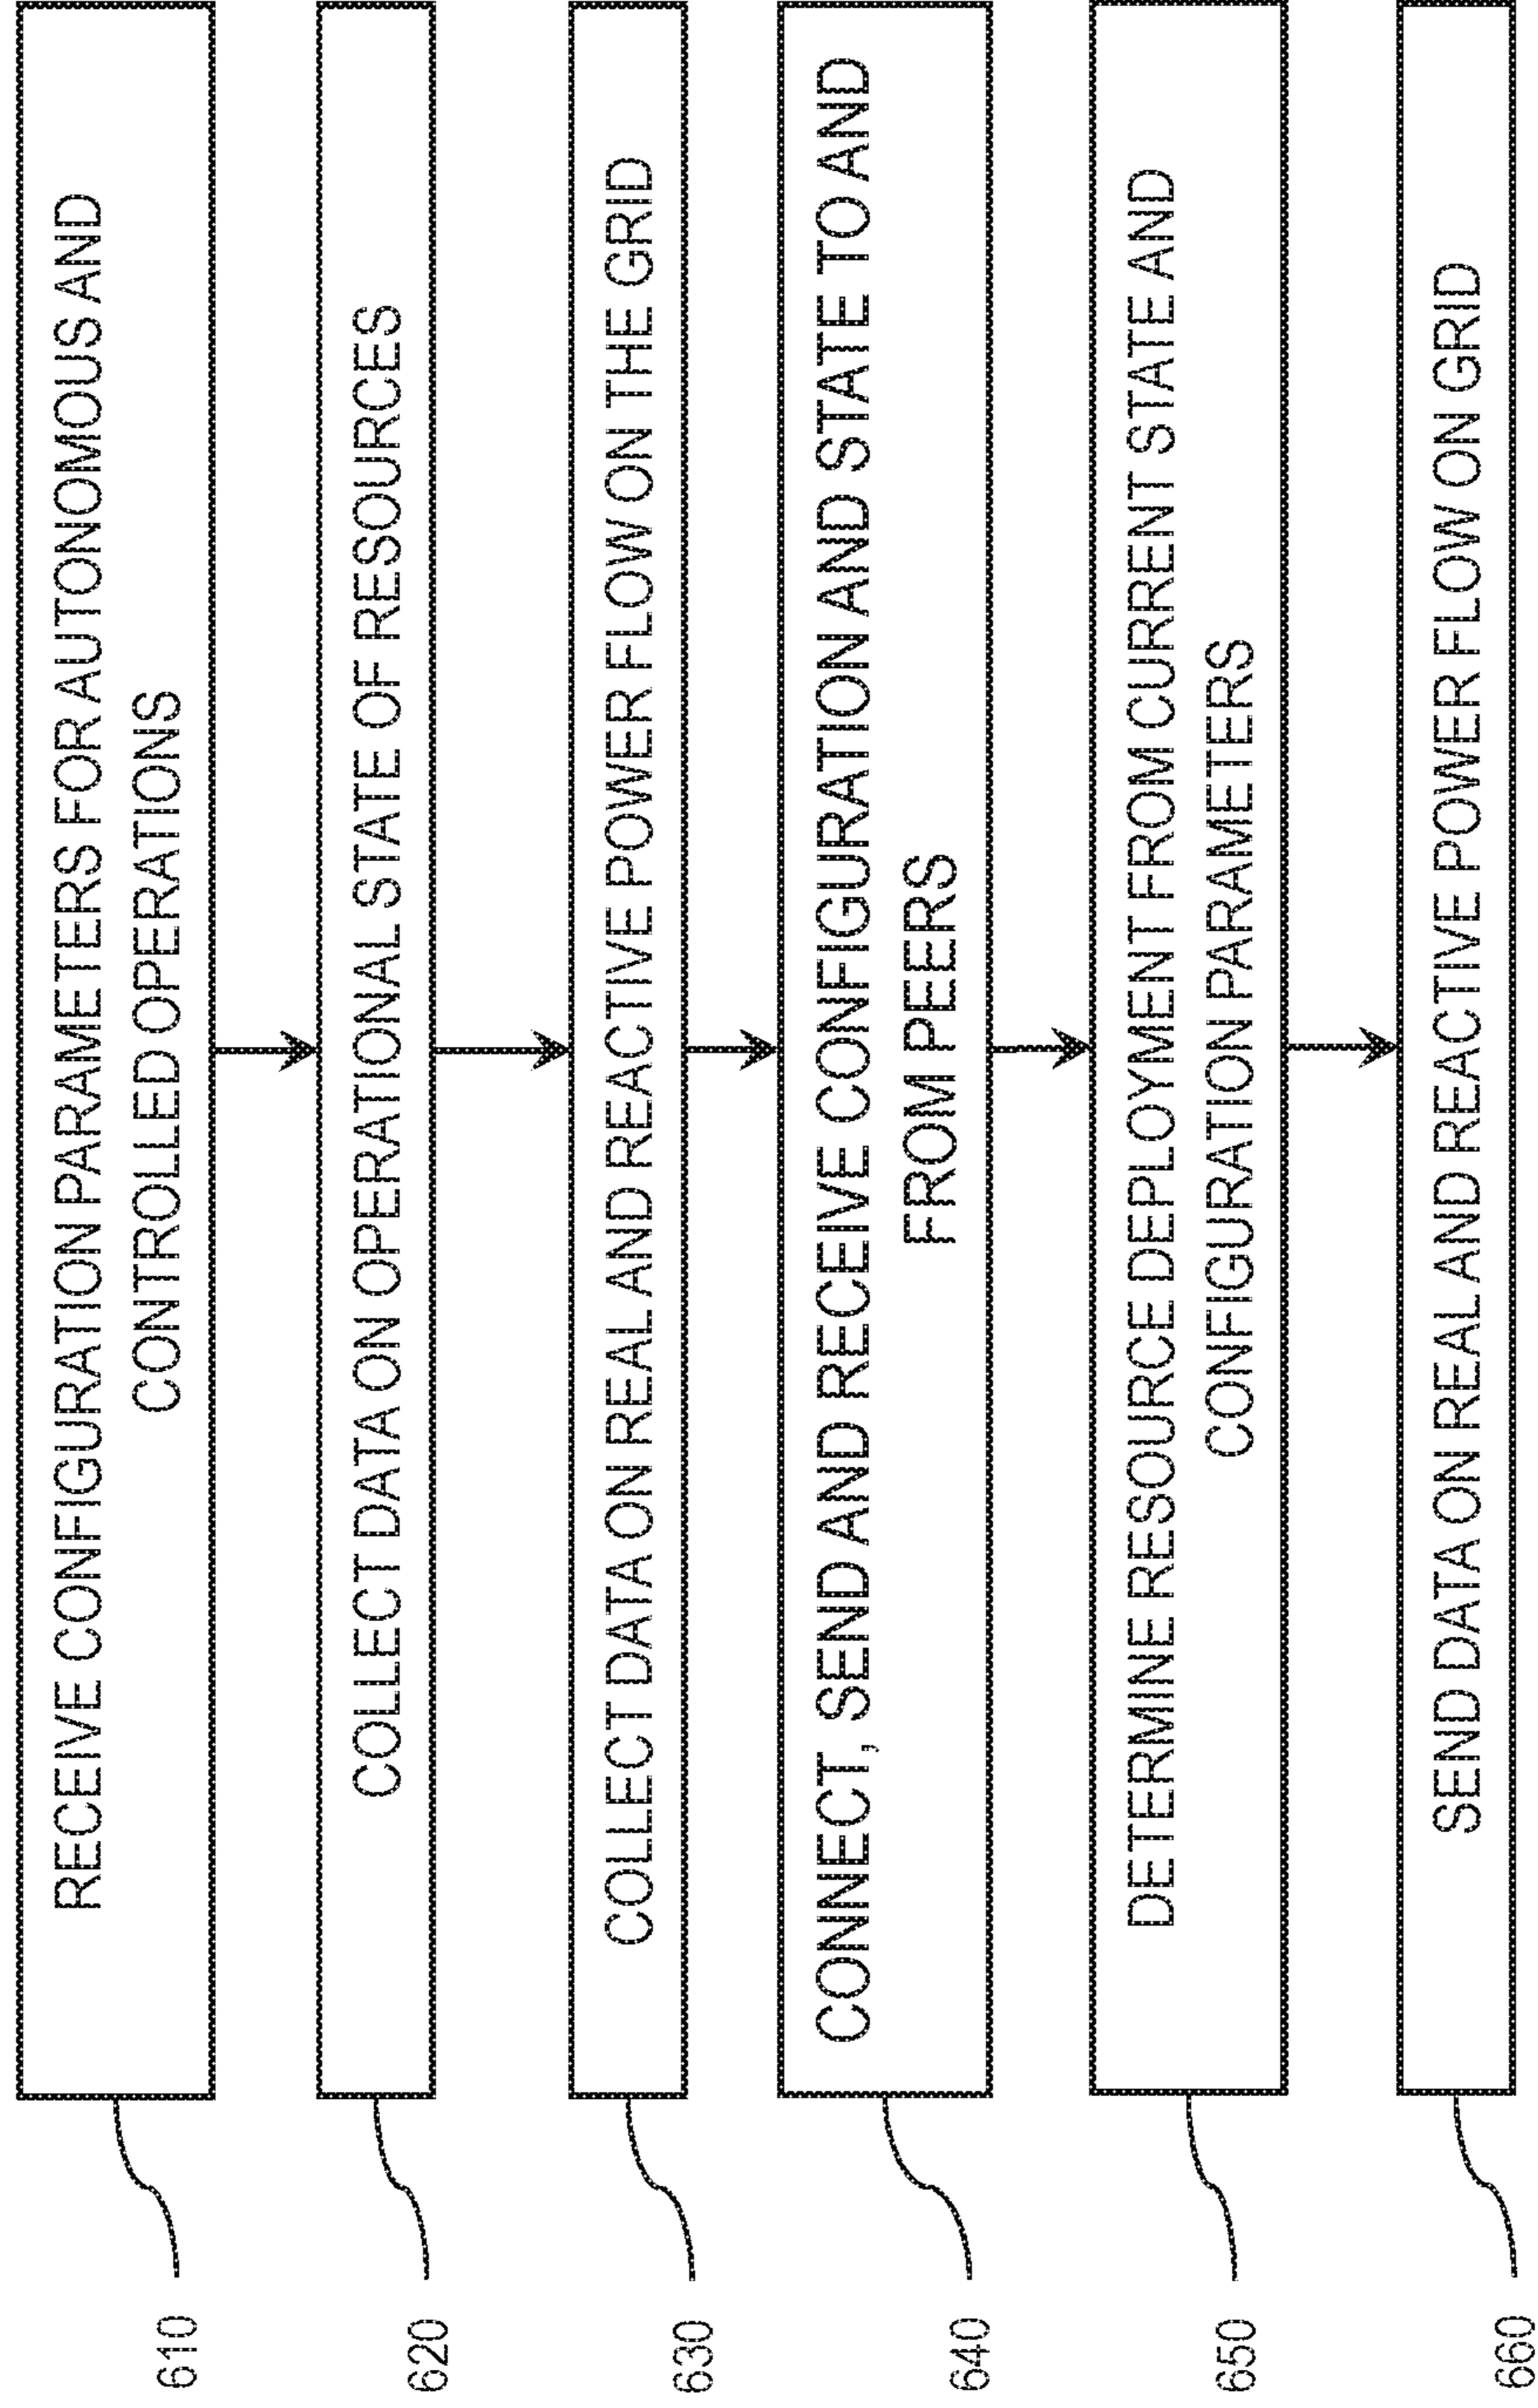 610
RECEIVE CONFIGURATION PARAMETERS FOR AUTONOMOUS AND
CONTROLLED OPERATIONS
620
COLLECT DATA ON OPERATIONAL STATE OF RESOURCES
630
COLLECT DATA ON REAL AND REACTIVE POWER FLOW ON THE GRID
640
CONNECT, SEND AND RECEIVE CONFIGURATION AND STATE TO AND
FROM PEERS
650
DETERMINE RESOURCE DEPLOYMENT FROM CURRENT STATE AND
CONFIGURATION PARAMETERS
660
SEND DATA ON REAL AND REACTIVE POWER FLOW ON GRID